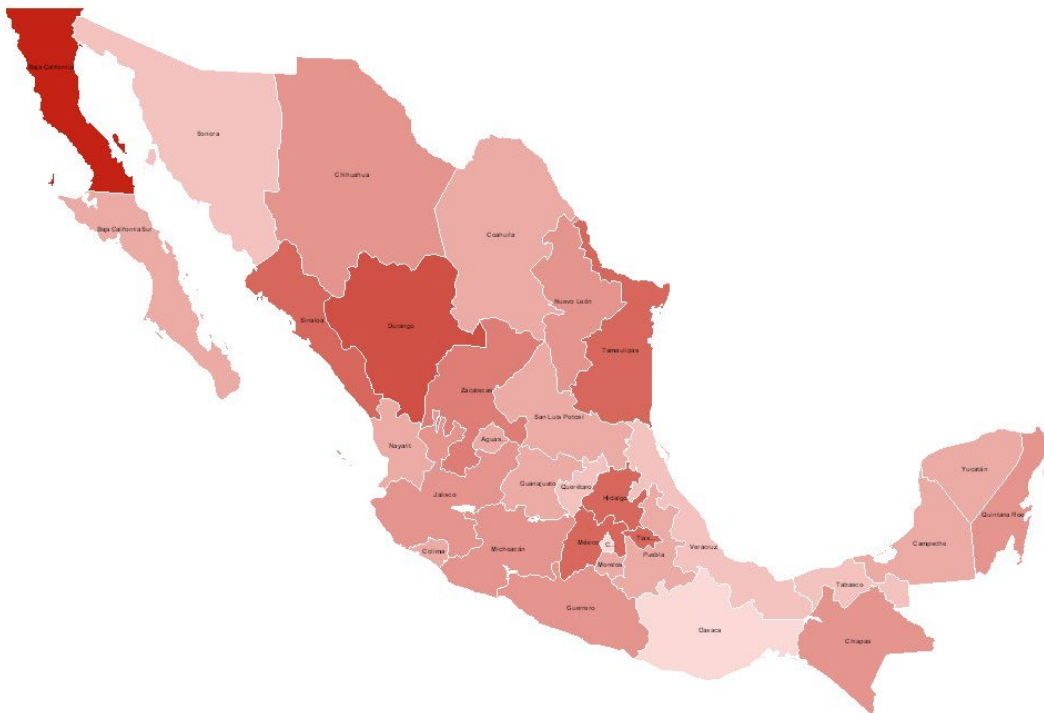 Baja California
Sonora
Chihuahua
Baja California Sur
Coahuila
Nuevo León
Sinaloa
Durango
Tamaulipas
Zacatecas
San Luis Potosí
Nayarit
Aguas...
Yucatán
Guanajuato
Querétaro
Jalisco
Hidalgo
Quintana Roo
México
C...
Tlax...
Campeche
Colima
Michoacán
Puebla
Veracruz
Morelos
Tabasco
Guerrero
Oaxaca
Chiapas